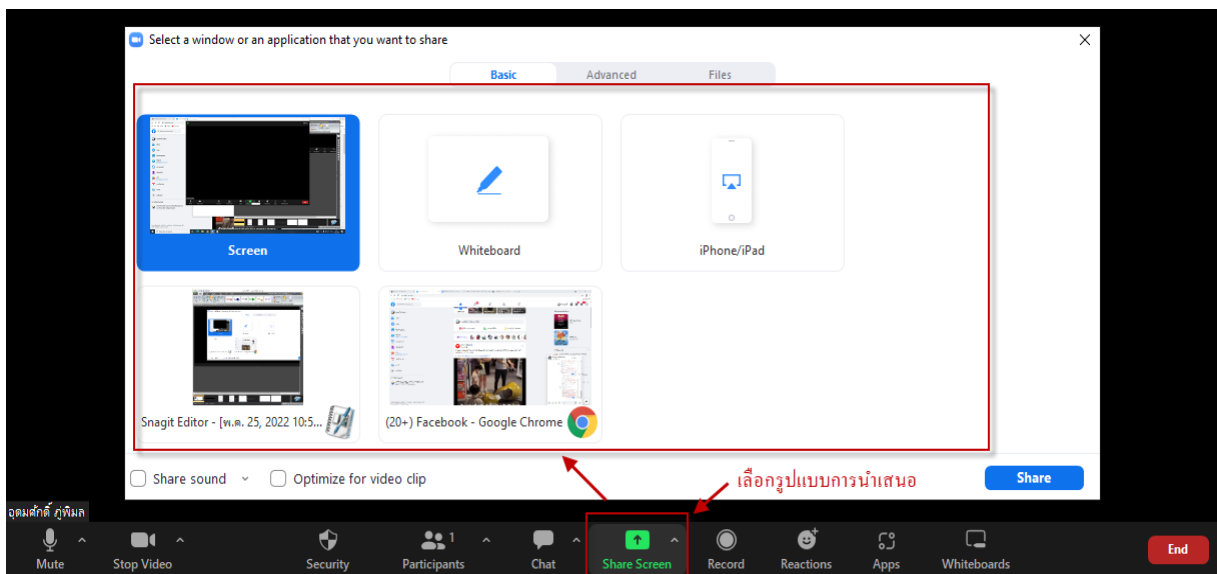 Select a window or an application that you want to share
Basic
Advanced
Files
Screen
Whiteboard
iPhone/iPad
Snagit Editor - [พ.ค. 25, 2022 10:5...
(20+) Facebook - Google Chrome
Share sound
Optimize for video clip
เลือกรูปแบบการนำเสนอ
Share
อุดมศักดิ์ ภู่พิมล
1
Mute
Stop Video
Security
Participants
Chat
Share Screen
Record
Reactions
Apps
Whiteboards
End